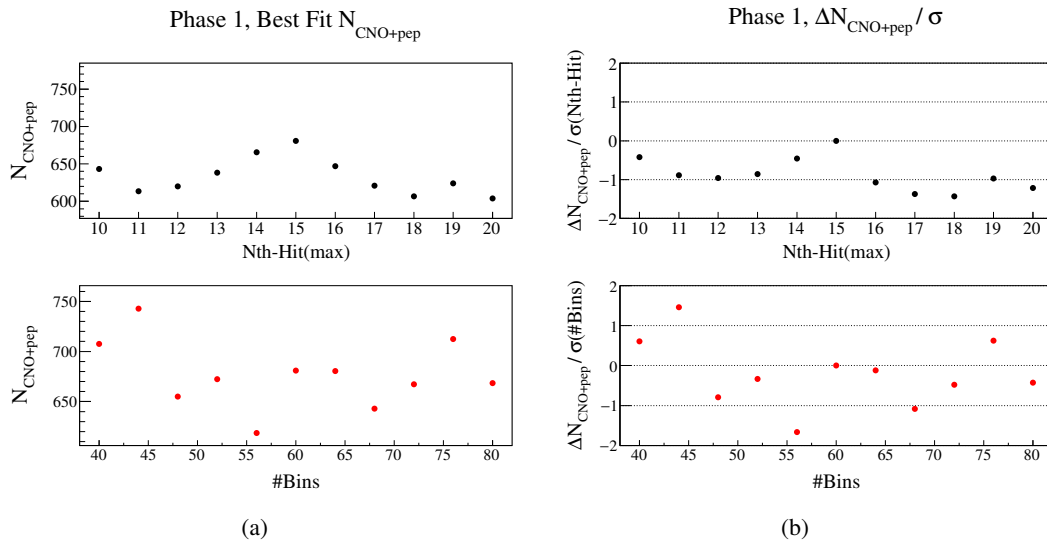 Phase 1, Best Fit N_CNO+pep
N_CNO+pep
750
700
650
600
10 11 12 13 14 15 16 17 18 19 20
Nth-Hit(max)
N_CNO+pep
750
700
650
40 45 50 55 60 65 70 75 80
#Bins
(a)
Phase 1, ΔN_CNO+pep / σ
ΔN_CNO+pep / σ(Nth-Hit)
2
1
0
−1
−2
10 11 12 13 14 15 16 17 18 19 20
Nth-Hit(max)
ΔN_CNO+pep / σ(#Bins)
2
1
0
−1
−2
40 45 50 55 60 65 70 75 80
#Bins
(b)